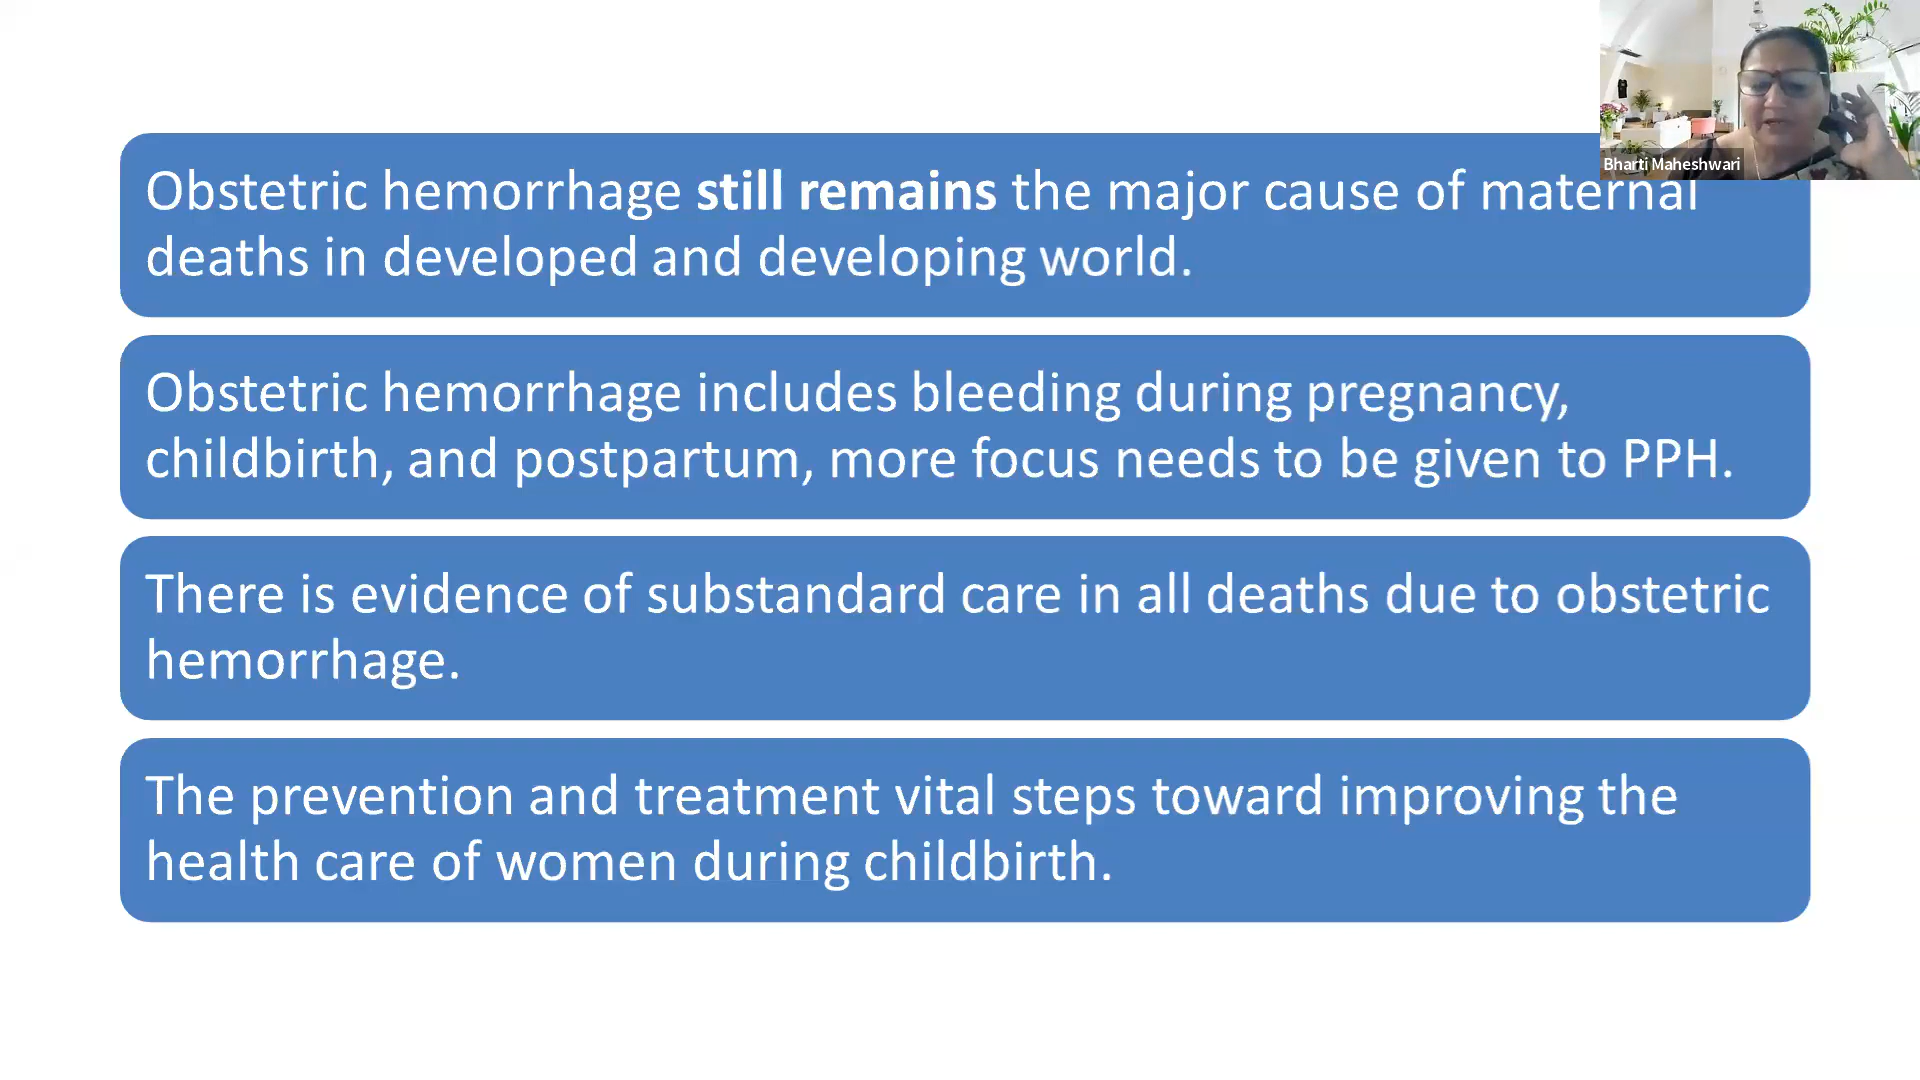 Bharti Maheshwari
Obstetric hemorrhage still remains the major cause of maternal
deaths in developed and developing world.
Obstetric hemorrhage includes bleeding during pregnancy,
childbirth, and postpartum, more focus needs to be given to PPH.
There is evidence of substandard care in all deaths due to obstetric
hemorrhage.
The prevention and treatment vital steps toward improving the
health care of women during childbirth.